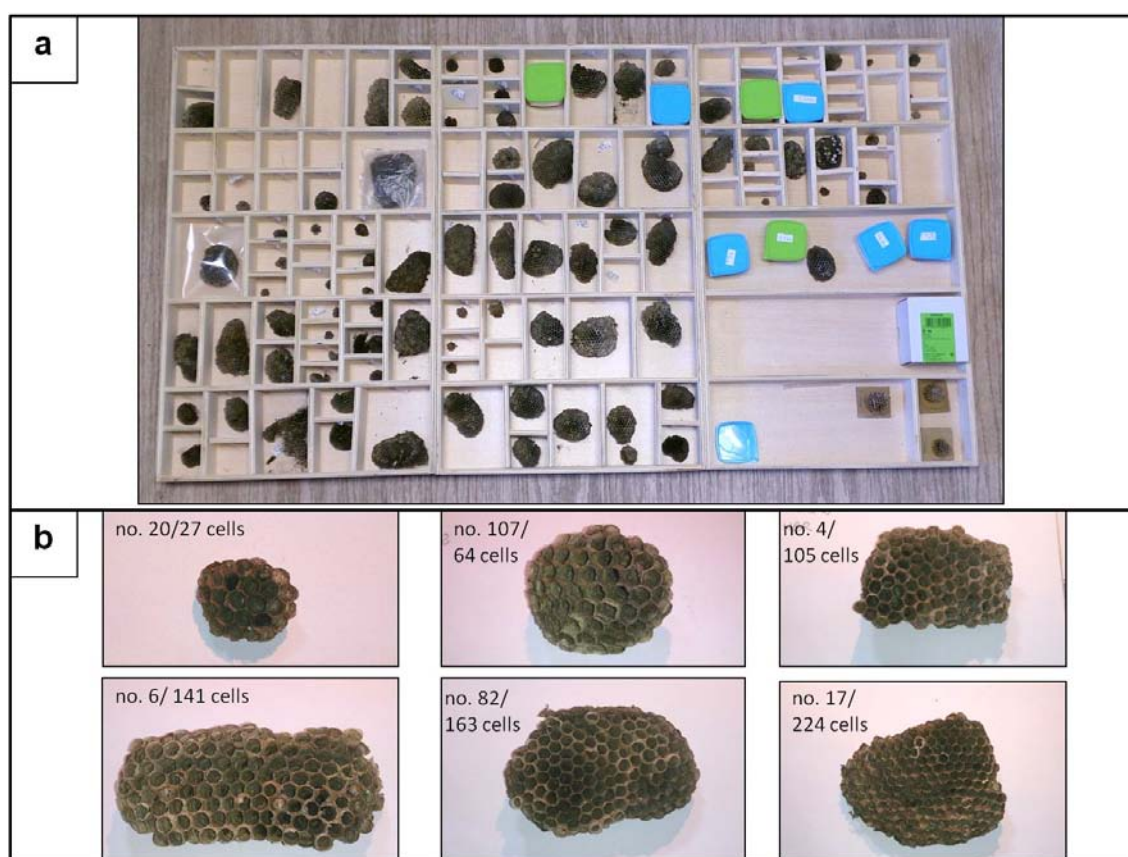 a
b
no. 20/27 cells
no. 107/
64 cells
no. 4/
105 cells
no. 6/ 141 cells
no. 82/
163 cells
no. 17/
224 cells